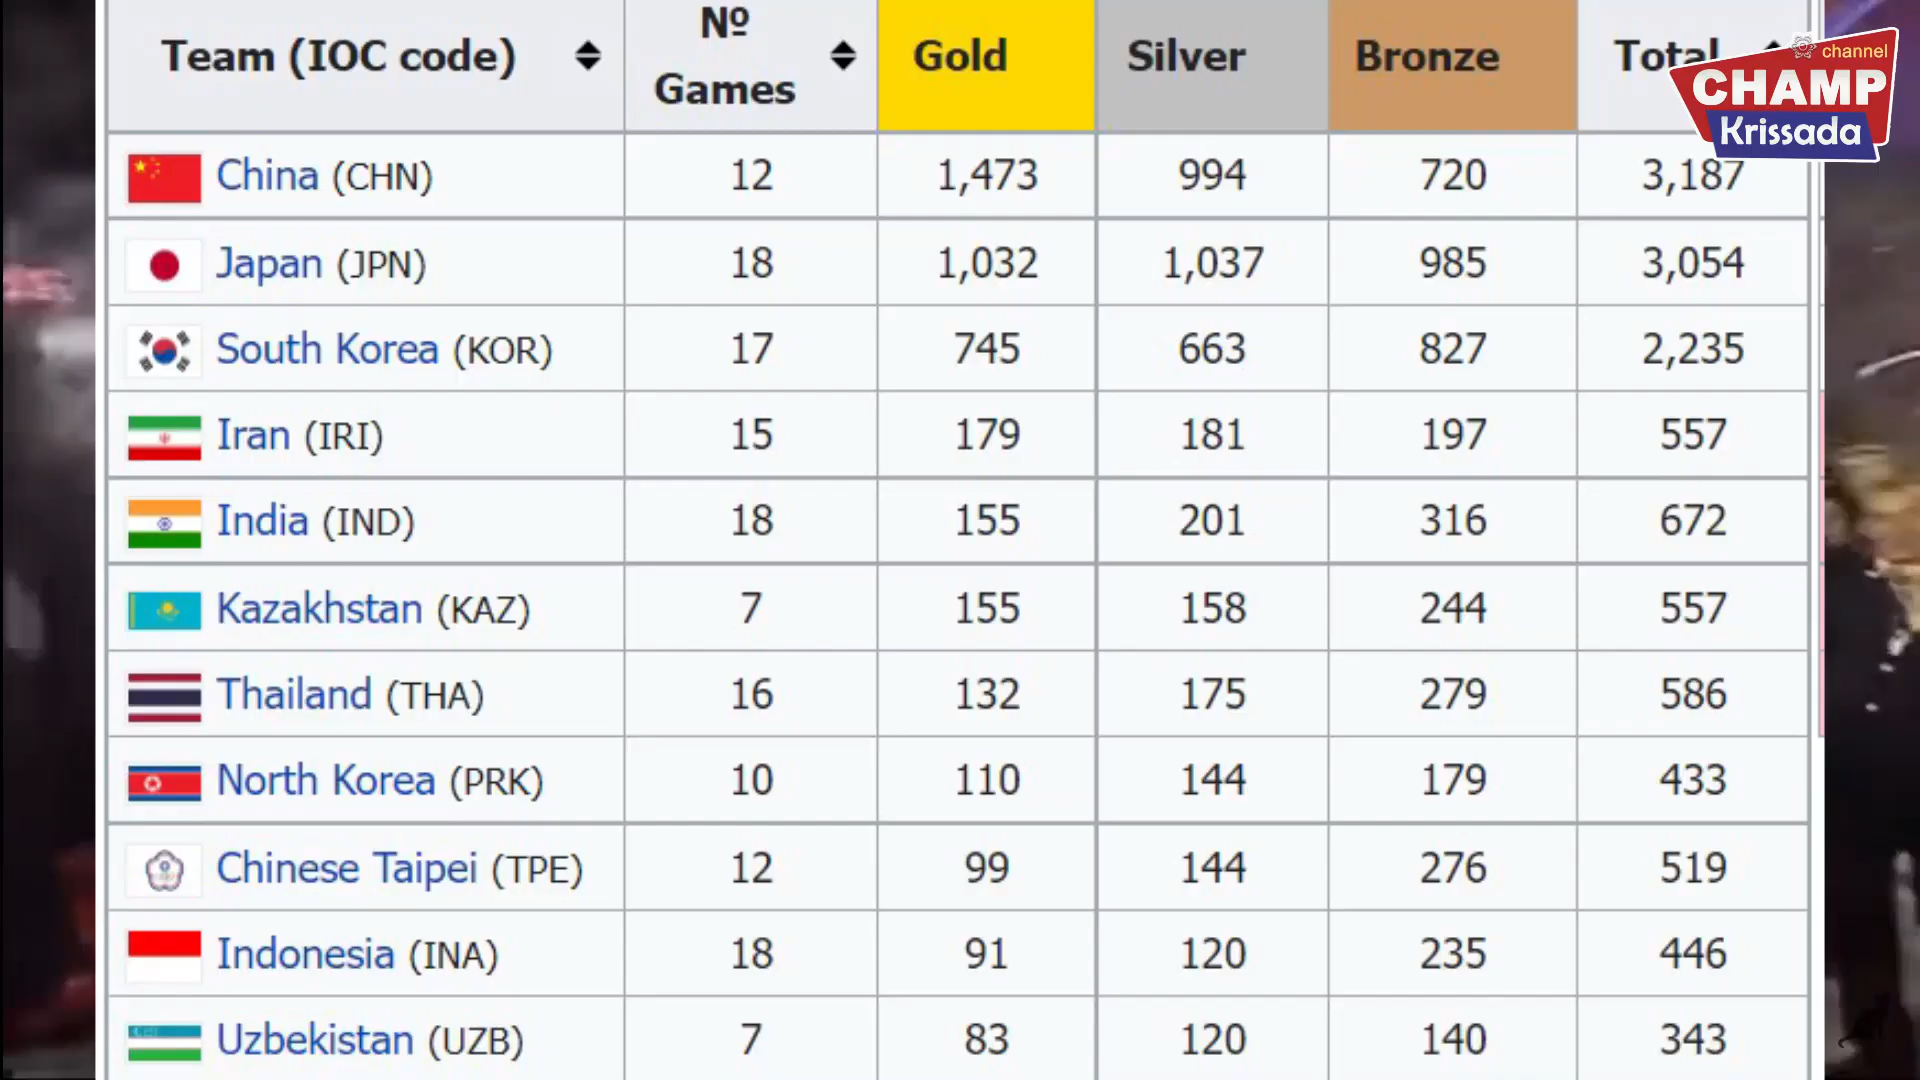 Team (IOC code) Nº Games Gold Silver Bronze Total
channel
CHAMP
Krissada
China (CHN) 12 1,473 994 720 3,187
Japan (JPN) 18 1,032 1,037 985 3,054
South Korea (KOR) 17 745 663 827 2,235
Iran (IRI) 15 179 181 197 557
India (IND) 18 155 201 316 672
Kazakhstan (KAZ) 7 155 158 244 557
Thailand (THA) 16 132 175 279 586
North Korea (PRK) 10 110 144 179 433
Chinese Taipei (TPE) 12 99 144 276 519
Indonesia (INA) 18 91 120 235 446
Uzbekistan (UZB) 7 83 120 140 343